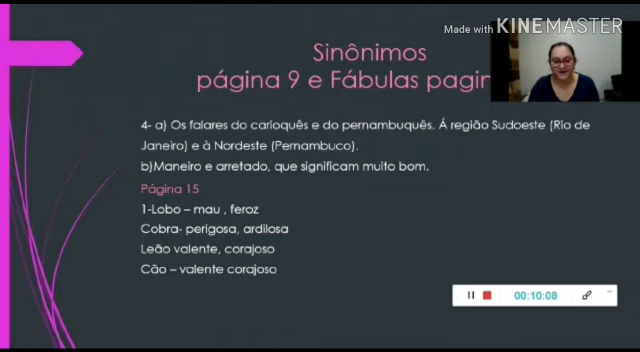 Made with KINEMASTER
Sinônimos
página 9 e Fábulas pagin
4- a) Os falares do carioquês e do pernambuquês. Á região Sudoeste (Rio de
Janeiro) e à Nordeste (Pernambuco).
b)Maneiro e arretado, que significam muito bom.
Página 15
1-Lobo – mau , feroz
Cobra- perigosa, ardilosa
Leão valente, corajoso
Cão – valente corajoso
00:10:08